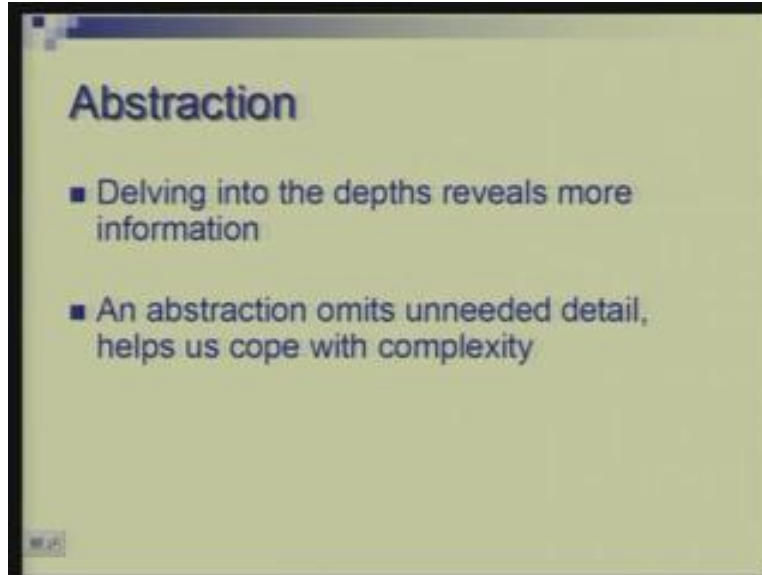 Abstraction
Delving into the depths reveals more
information
An abstraction omits unneeded detail,
helps us cope with complexity